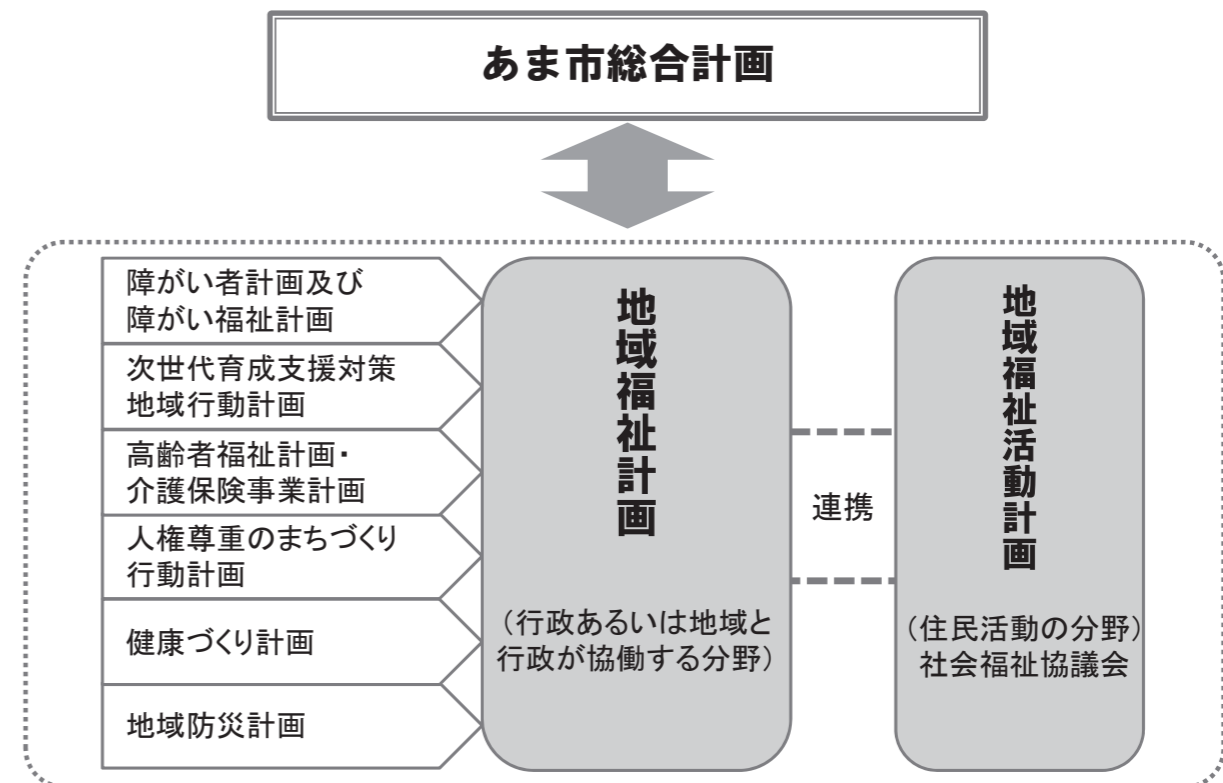 あま市総合計画
障がい者計画及び
障がい福祉計画
次世代育成支援対策
地域行動計画
高齢者福祉計画・
介護保険事業計画
人権尊重のまちづくり
行動計画
健康づくり計画
地域防災計画
地域福祉計画
（行政あるいは地域と
行政が協働する分野）
連携
地域福祉活動計画
（住民活動の分野）
社会福祉協議会